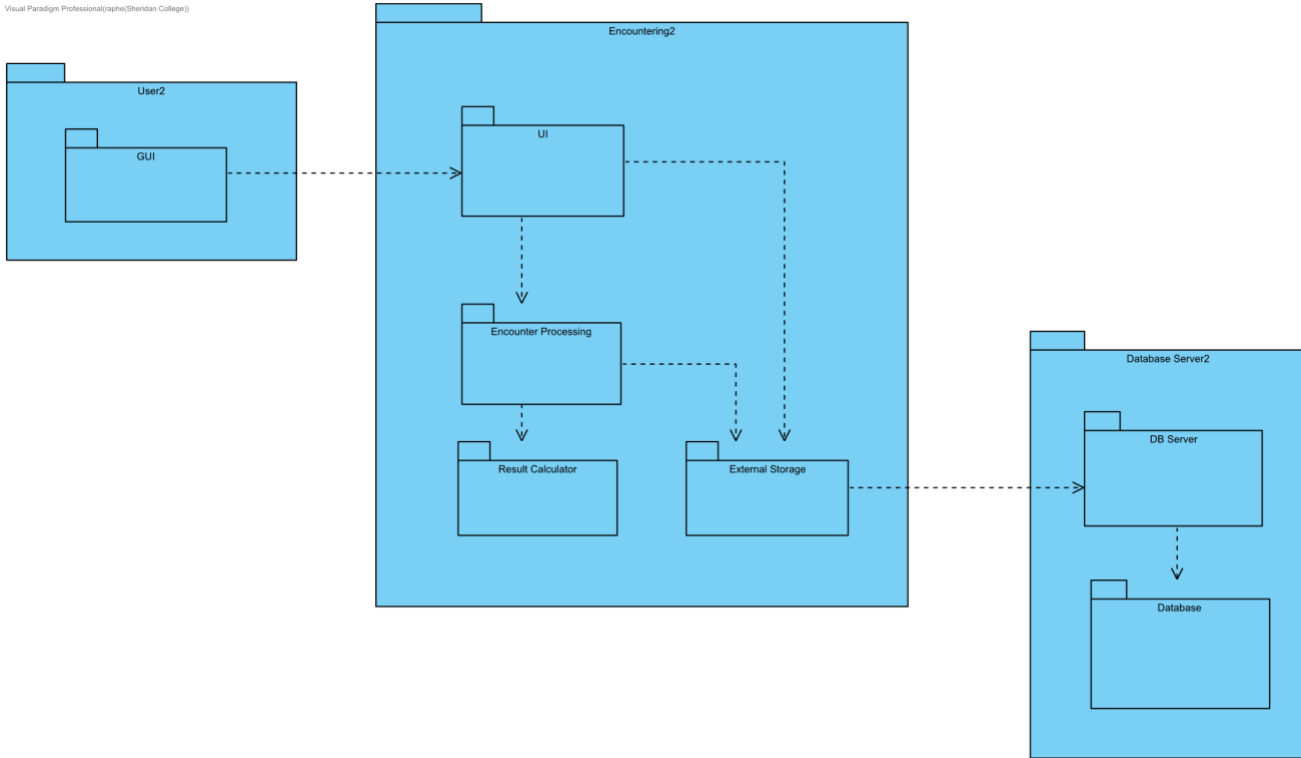 Visual Paradigm Professional(raphe(Sheridan College))
Encountering2
User2
GUI
UI
Encounter Processing
Result Calculator
External Storage
Database Server2
DB Server
Database